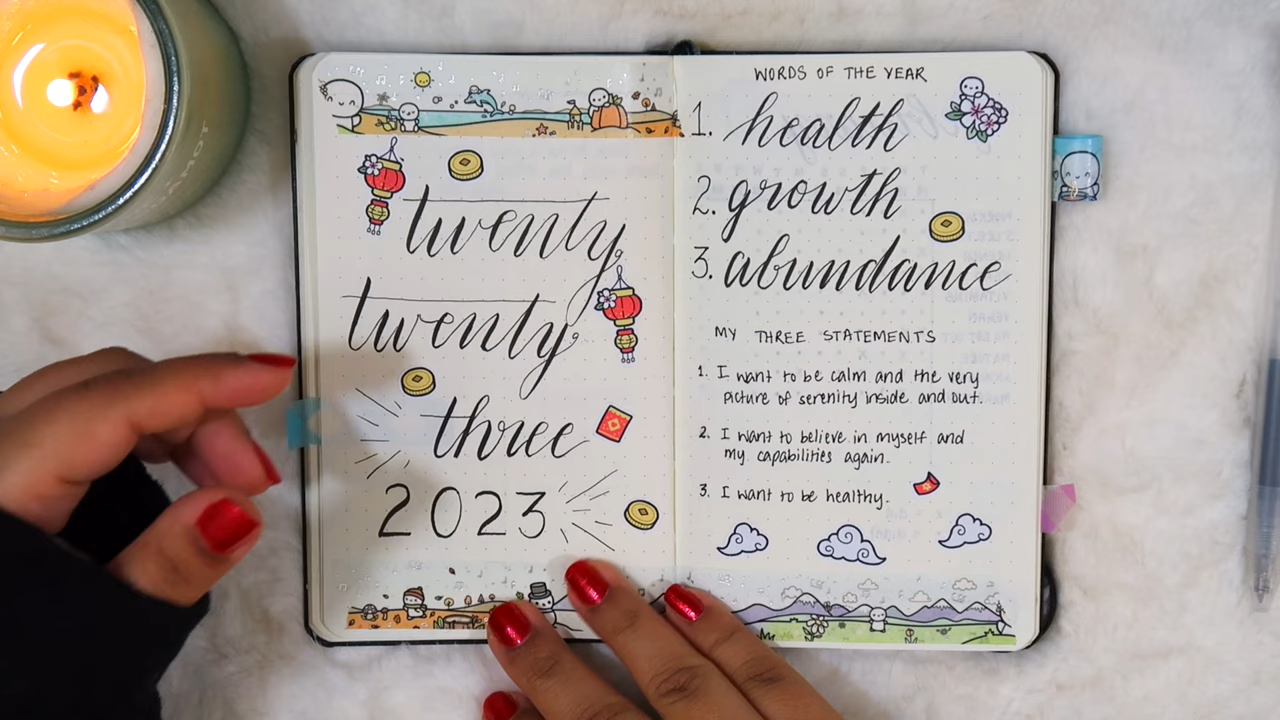 twenty
twenty
three
2023
WORDS OF THE YEAR
1. health
2. growth
3. abundance
MY THREE STATEMENTS
1. I want to be calm and the very
picture of serenity inside and out.
2. I want to believe in myself and
my capabilities again.
3. I want to be healthy.